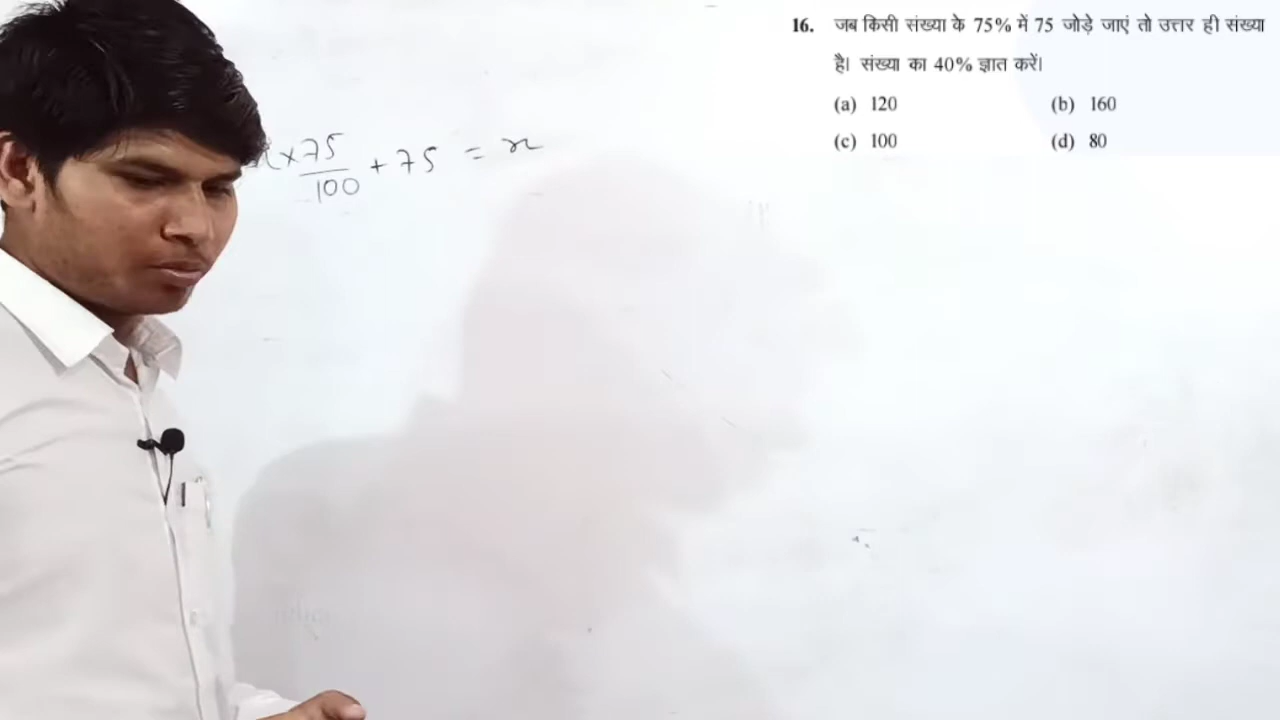 16. जब किसी संख्या के 75% में 75 जोड़े जाएं तो उत्तर ही संख्या
है। संख्या का 40% ज्ञात करें।
(a) 120 (b) 160
(c) 100 (d) 80
x × 75/100 + 75 = x